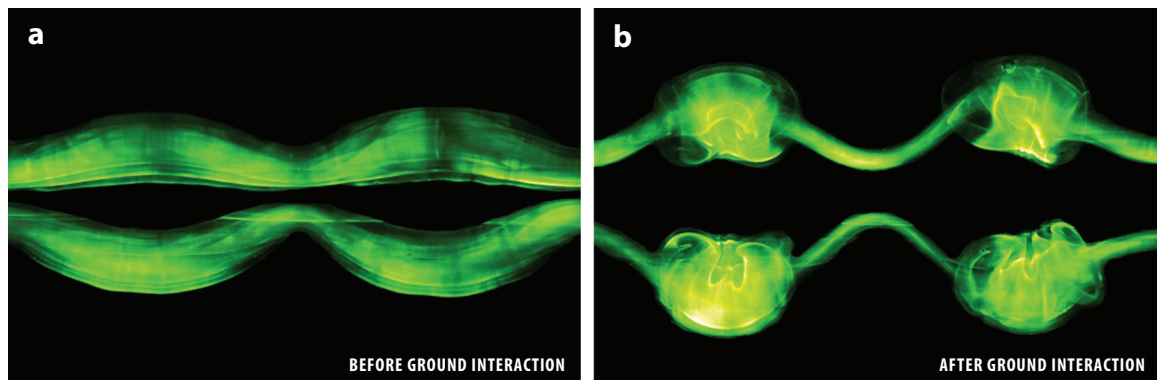 a
BEFORE GROUND INTERACTION
b
AFTER GROUND INTERACTION